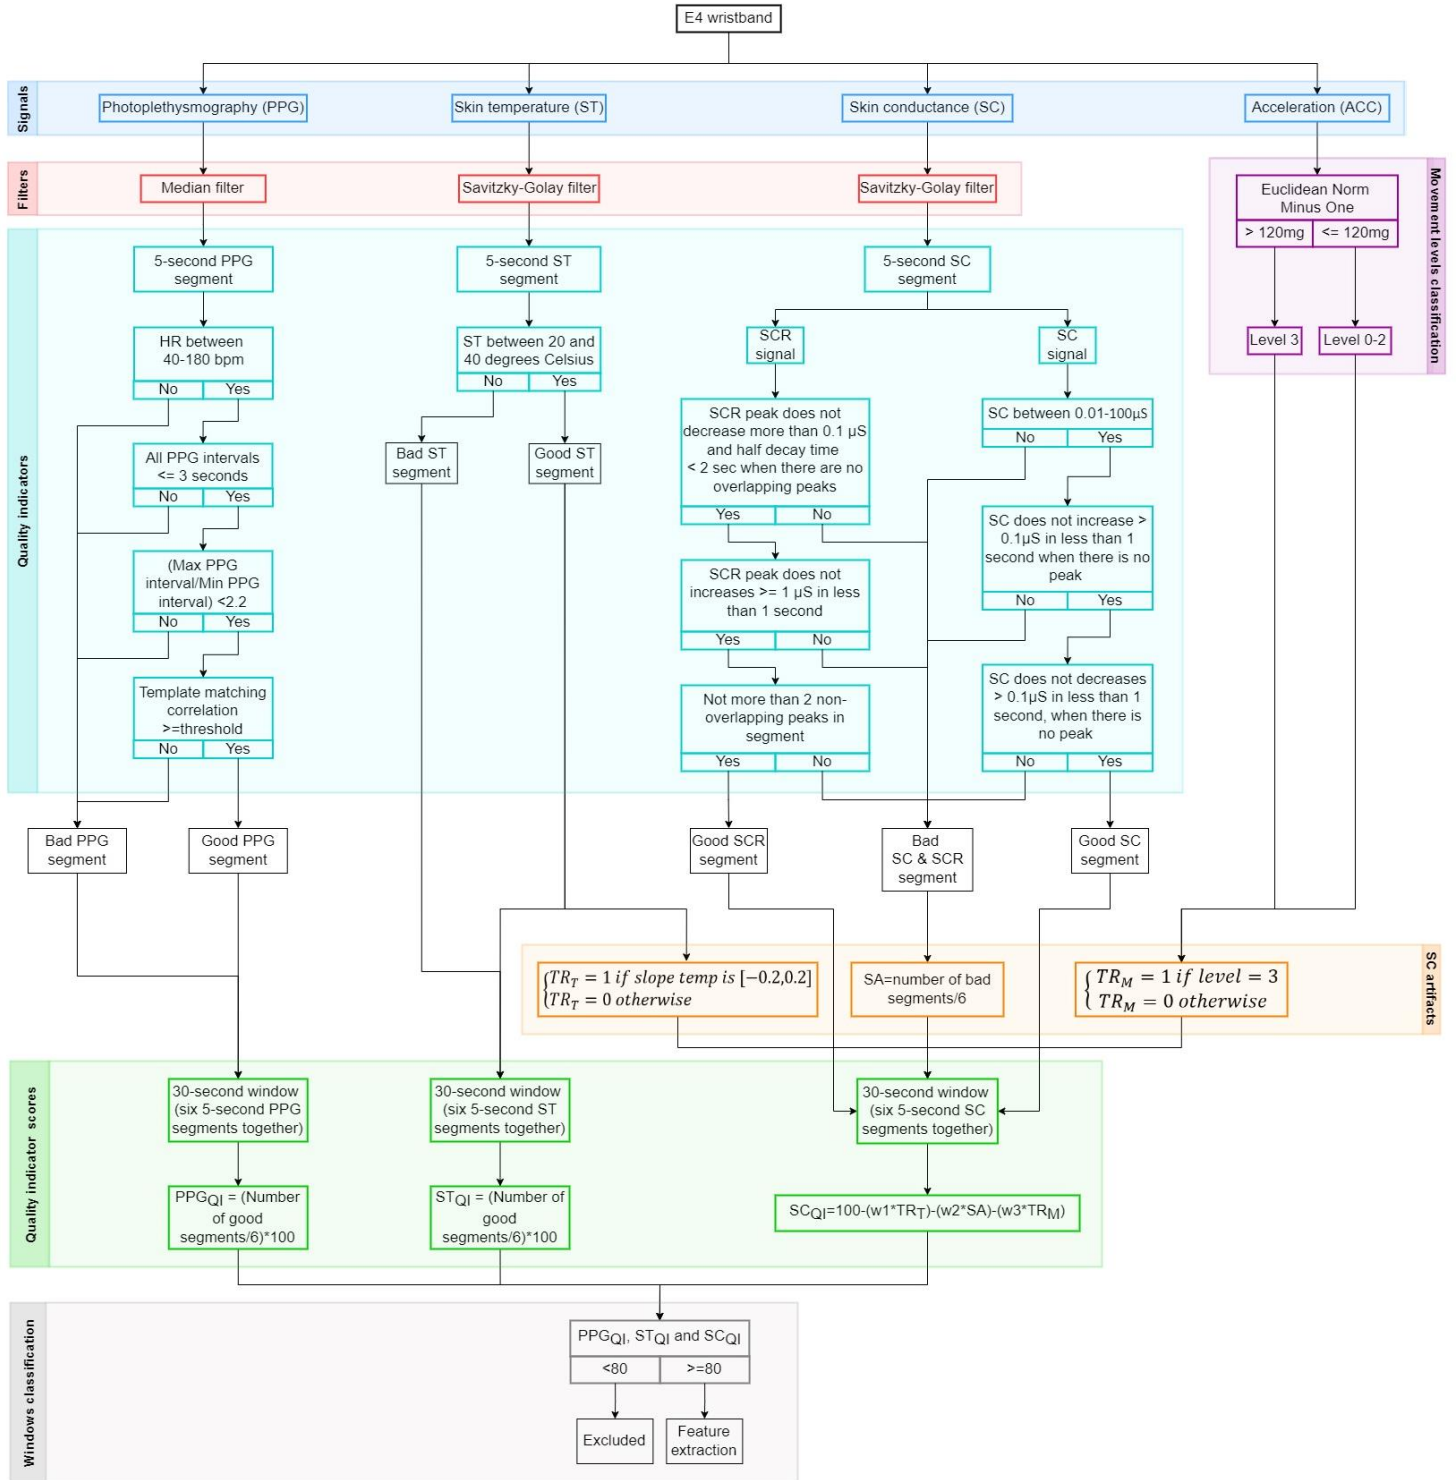 E4 wristband
Signals
Photoplethysmography (PPG)
Skin temperature (ST)
Skin conductance (SC)
Acceleration (ACC)
Filters
Median filter
Savitzky-Golay filter
Savitzky-Golay filter
Movement levels classification
Euclidean Norm
Minus One
> 120mg
<= 120mg
Level 3
Level 0-2
Quality indicators
5-second PPG
segment
HR between
40-180 bpm
No
Yes
All PPG intervals
<= 3 seconds
No
Yes
(Max PPG
interval/Min PPG
interval) <2.2
No
Yes
Template matching
correlation
>=threshold
No
Yes
Bad PPG
segment
Good PPG
segment
5-second ST
segment
ST between 20 and
40 degrees Celsius
No
Yes
Bad ST
segment
Good ST
segment
5-second SC
segment
SCR
signal
SC
signal
SCR peak does not
decrease more than 0.1 µS
and half decay time
< 2 sec when there are no
overlapping peaks
Yes
No
SCR peak does not
increases >= 1 µS in less
than 1 second
Yes
No
Not more than 2 non-
overlapping peaks in
segment
Yes
No
SC between 0.01-100µS
No
Yes
SC does not increase >
0.1µS in less than 1
second when there is no
peak
No
Yes
SC does not decreases
> 0.1µS in less than 1
second, when there is
no peak
No
Yes
Good SCR
segment
Bad
SC & SCR
segment
Good SC
segment
SC artifacts
TR_T = 1 if slope temp is [−0.2,0.2]
TR_T = 0 otherwise
SA=number of bad
segments/6
TR_M = 1 if level = 3
TR_M = 0 otherwise
Quality indicator scores
30-second window
(six 5-second PPG
segments together)
30-second window
(six 5-second ST
segments together)
30-second window
(six 5-second SC
segments together)
PPGQI = (Number
of good
segments/6)*100
STQI = (Number of
good
segments/6)*100
SCQI=100-(w1*TRT)-(w2*SA)-(w3*TRM)
Windows classification
PPGQI, STQI and SCQI
<80
>=80
Excluded
Feature
extraction